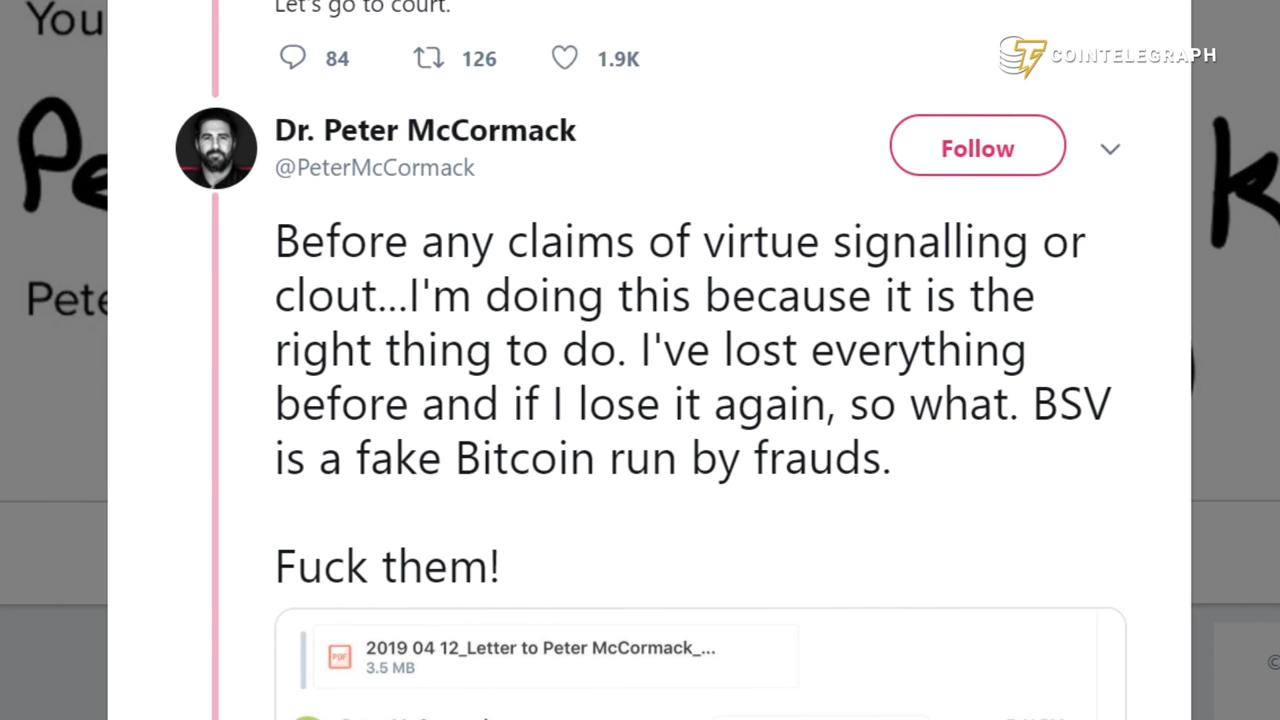 You
Let's go to court.
84 126 1.9K
COINTELEGRAPH
Pe
k
Dr. Peter McCormack
@PeterMcCormack
Follow
Before any claims of virtue signalling or
clout...I'm doing this because it is the
right thing to do. I've lost everything
before and if I lose it again, so what. BSV
is a fake Bitcoin run by frauds.
Fuck them!
Pete
PDF
2019 04 12_Letter to Peter McCormack_...
3.5 MB
©